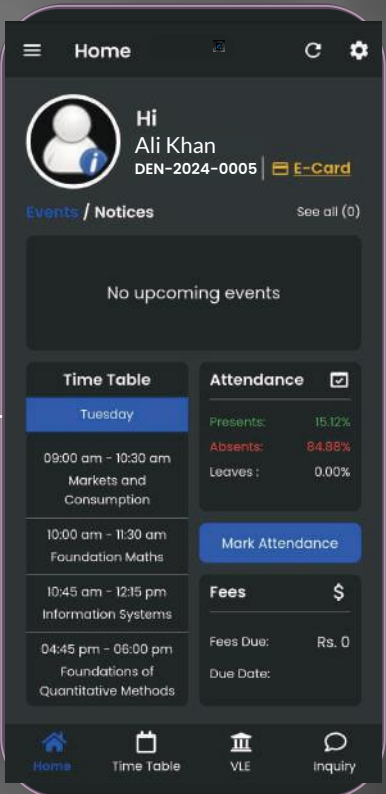 Home
Hi
Ali Khan
DEN-2024-0005 | E-Card
Events / Notices
See all (0)
No upcoming events
Time Table
Tuesday
09:00 am - 10:30 am
Markets and
Consumption
10:00 am - 11:30 am
Foundation Maths
10:45 am - 12:15 pm
Information Systems
04:45 pm - 06:00 pm
Foundations of
Quantitative Methods
Attendance
Presents: 15.12%
Absents: 84.88%
Leaves : 0.00%
Mark Attendance
Fees $
Fees Due: Rs. 0
Due Date:
Home
Time Table
VLE
Inquiry